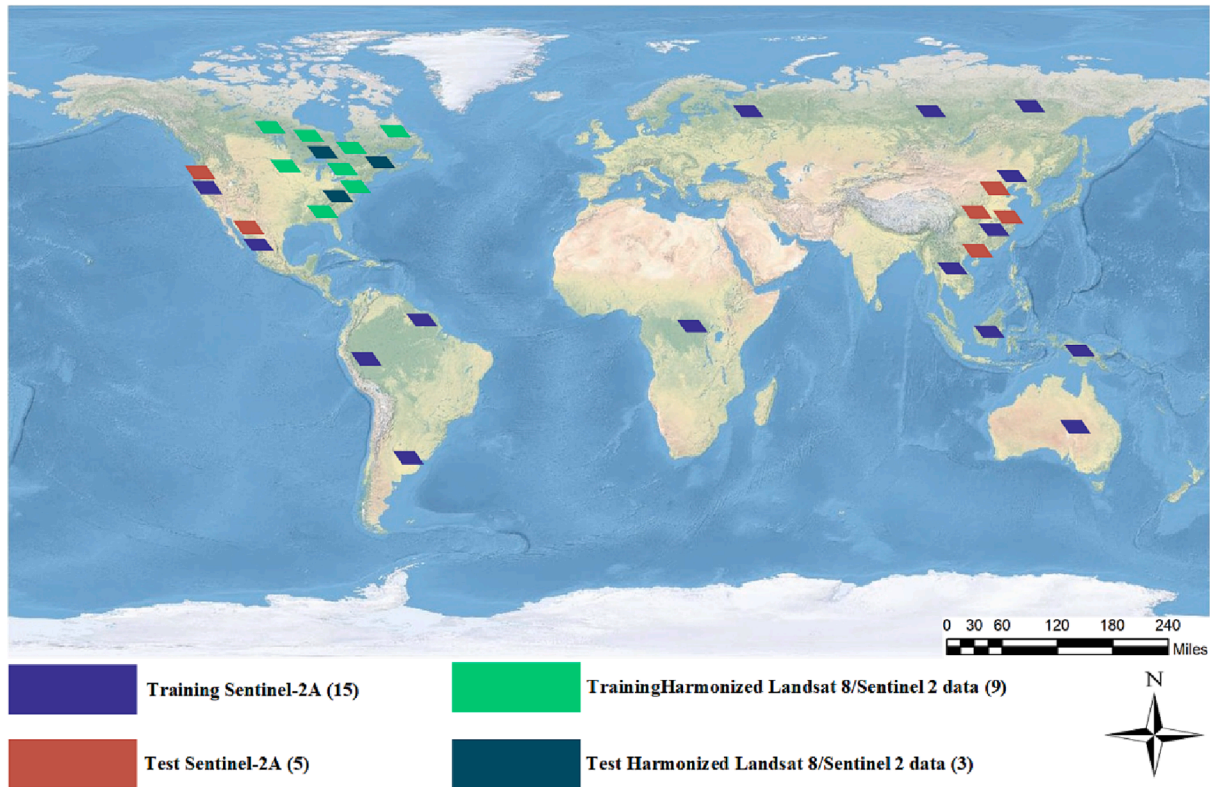 0 30 60 120 180 240
Miles
Training Sentinel-2A (15)
TrainingHarmonized Landsat 8/Sentinel 2 data (9)
N
Test Sentinel-2A (5)
Test Harmonized Landsat 8/Sentinel 2 data (3)